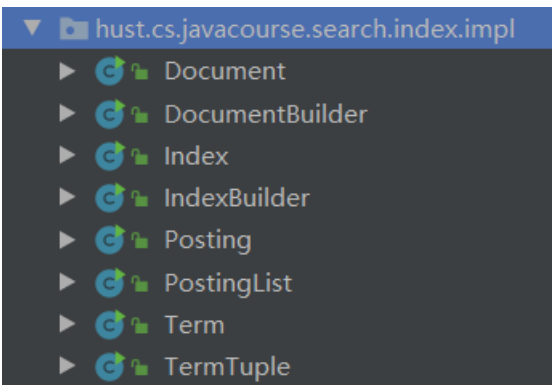 hust.cs.javacourse.search.index.impl
Document
DocumentBuilder
Index
IndexBuilder
Posting
PostingList
Term
TermTuple